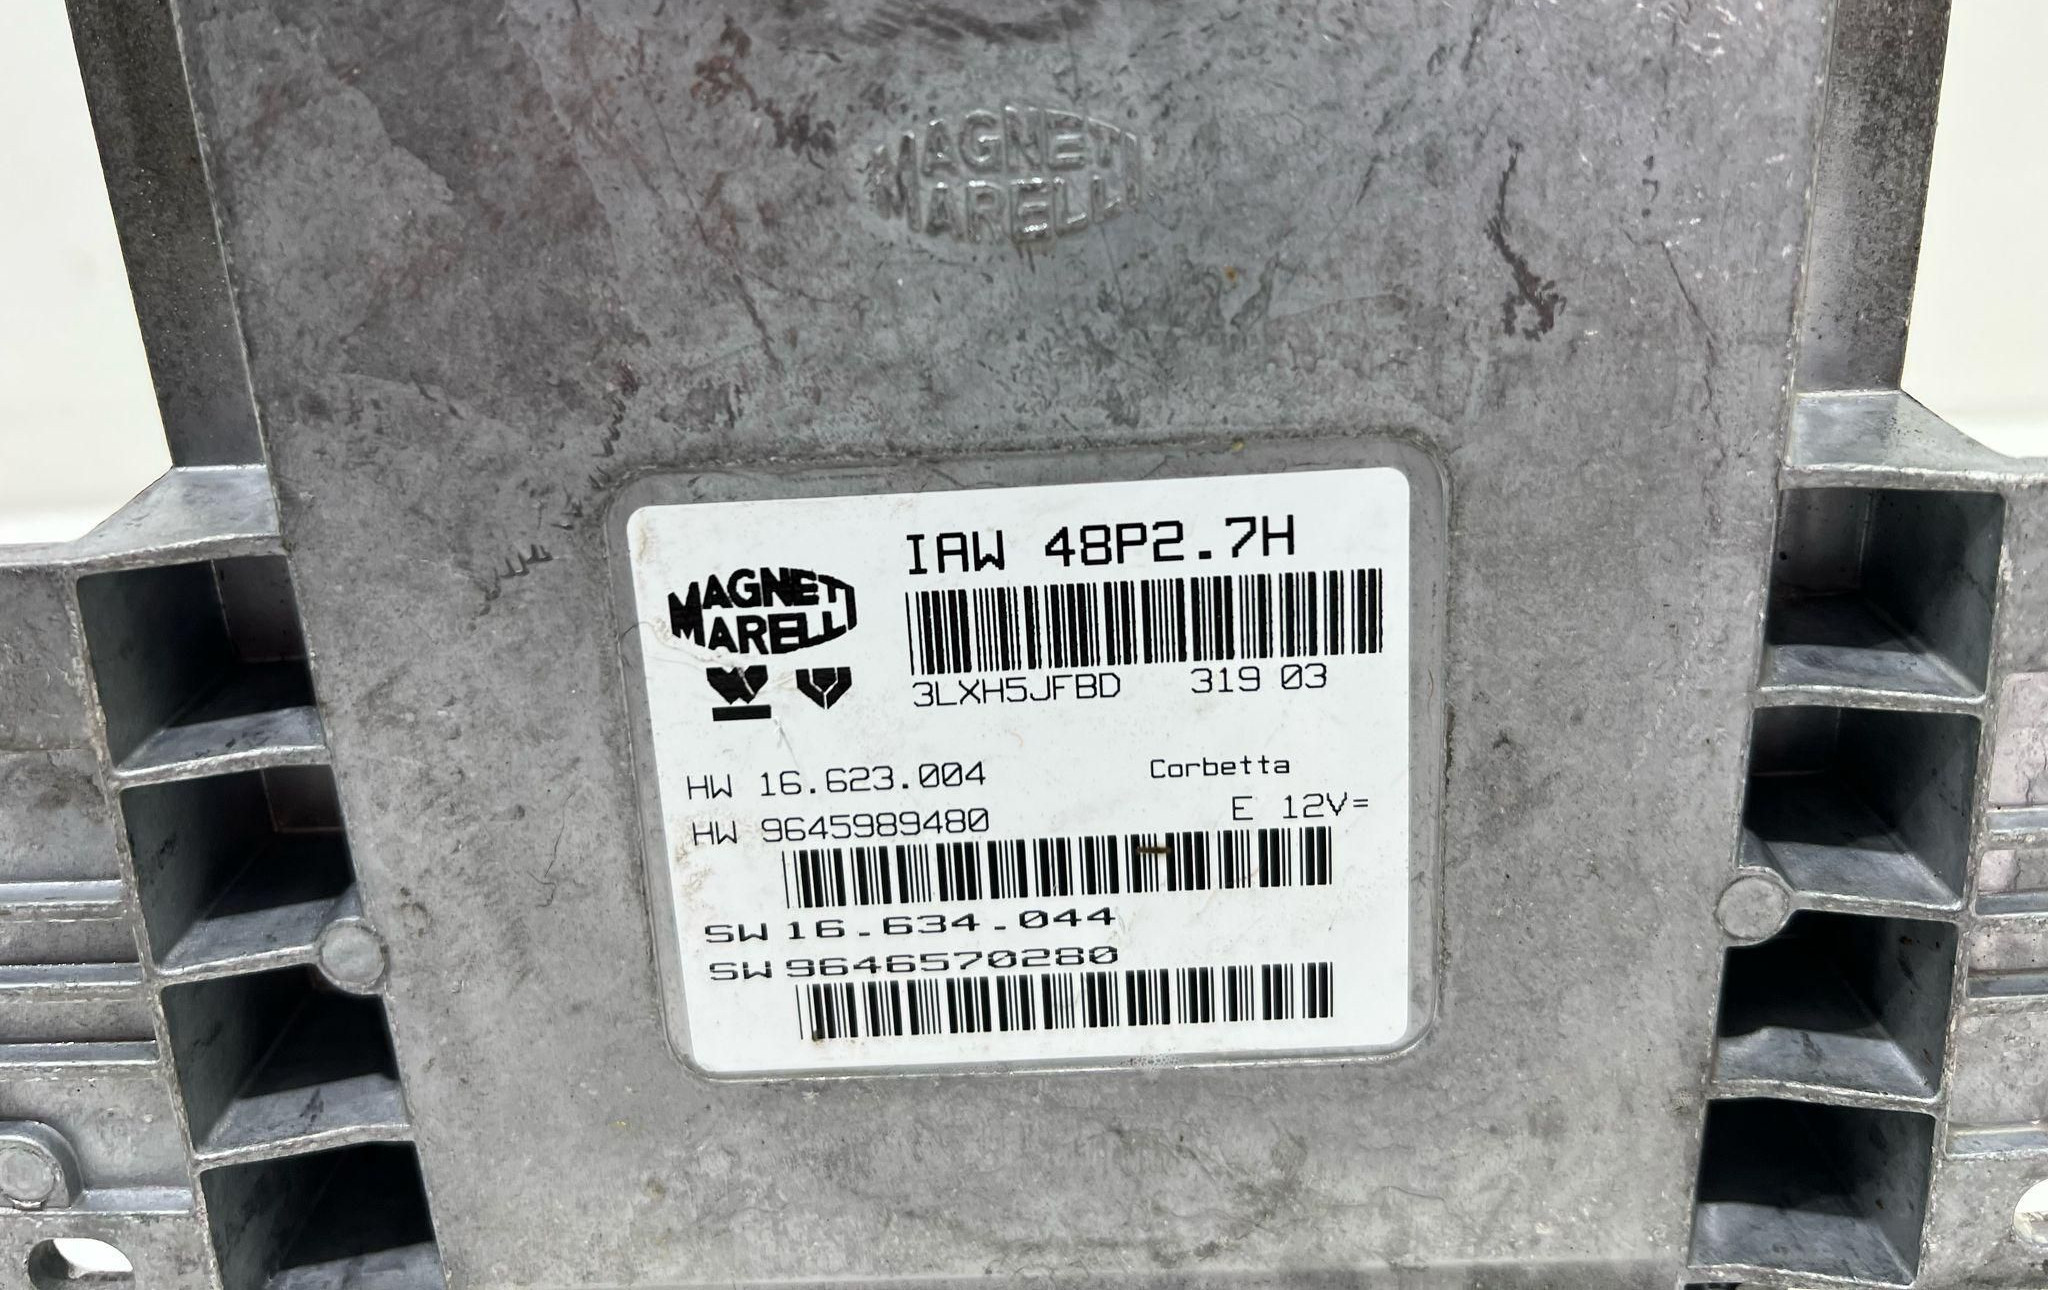 MAGNETI
MARELLI
IAW 48P2.7H
MAGNETI
MARELLI
3LXH5JFBD 319 03
HW 16.623.004 Corbetta
HW 9645989480 E 12V=
SW 16.634.044
SW 9646570280